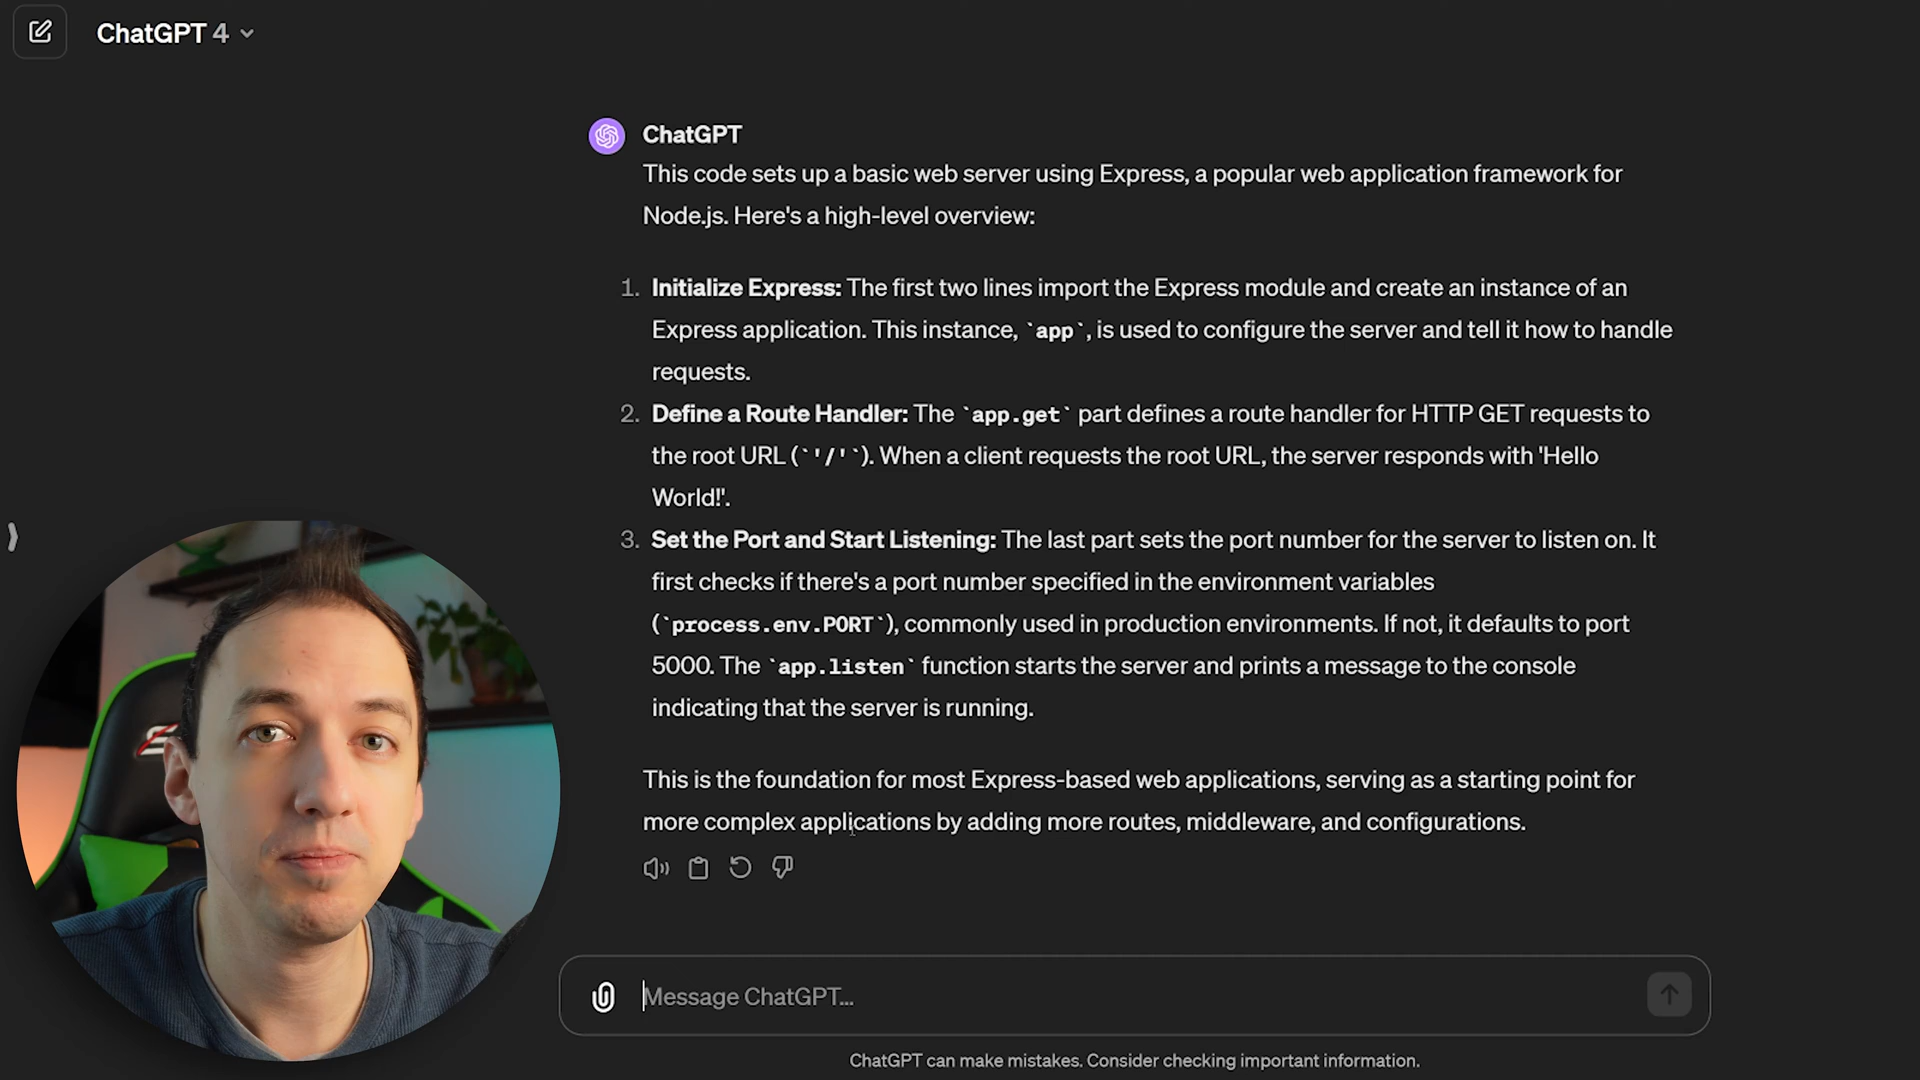 ChatGPT 4
ChatGPT
This code sets up a basic web server using Express, a popular web application framework for
Node.js. Here's a high-level overview:
1. Initialize Express: The first two lines import the Express module and create an instance of an
Express application. This instance, `app`, is used to configure the server and tell it how to handle
requests.
2. Define a Route Handler: The `app.get` part defines a route handler for HTTP GET requests to
the root URL (`'/'`). When a client requests the root URL, the server responds with 'Hello
World!'.
3. Set the Port and Start Listening: The last part sets the port number for the server to listen on. It
first checks if there's a port number specified in the environment variables
(`process.env.PORT`), commonly used in production environments. If not, it defaults to port
5000. The `app.listen` function starts the server and prints a message to the console
indicating that the server is running.
This is the foundation for most Express-based web applications, serving as a starting point for
more complex applications by adding more routes, middleware, and configurations.
Message ChatGPT...
ChatGPT can make mistakes. Consider checking important information.